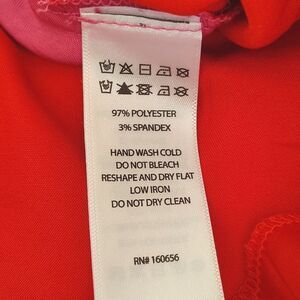 97% POLYESTER
3% SPANDEX
HAND WASH COLD
DO NOT BLEACH
RESHAPE AND DRY FLAT
LOW IRON
DO NOT DRY CLEAN
RN# 160656